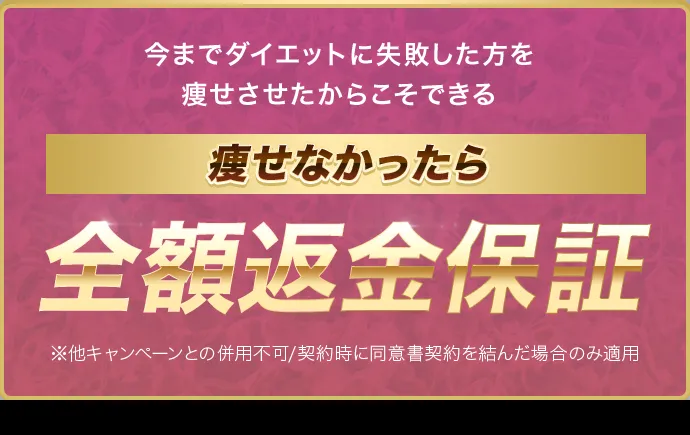 今までダイエットに失敗した方を
痩せさせたからこそできる
痩せなかったら
全額返金保証
※他キャンペーンとの併用不可/契約時に同意書契約を結んだ場合のみ適用